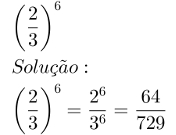 (2/3)^6
Solução :
(2/3)^6 = 2^6/3^6 = 64/729